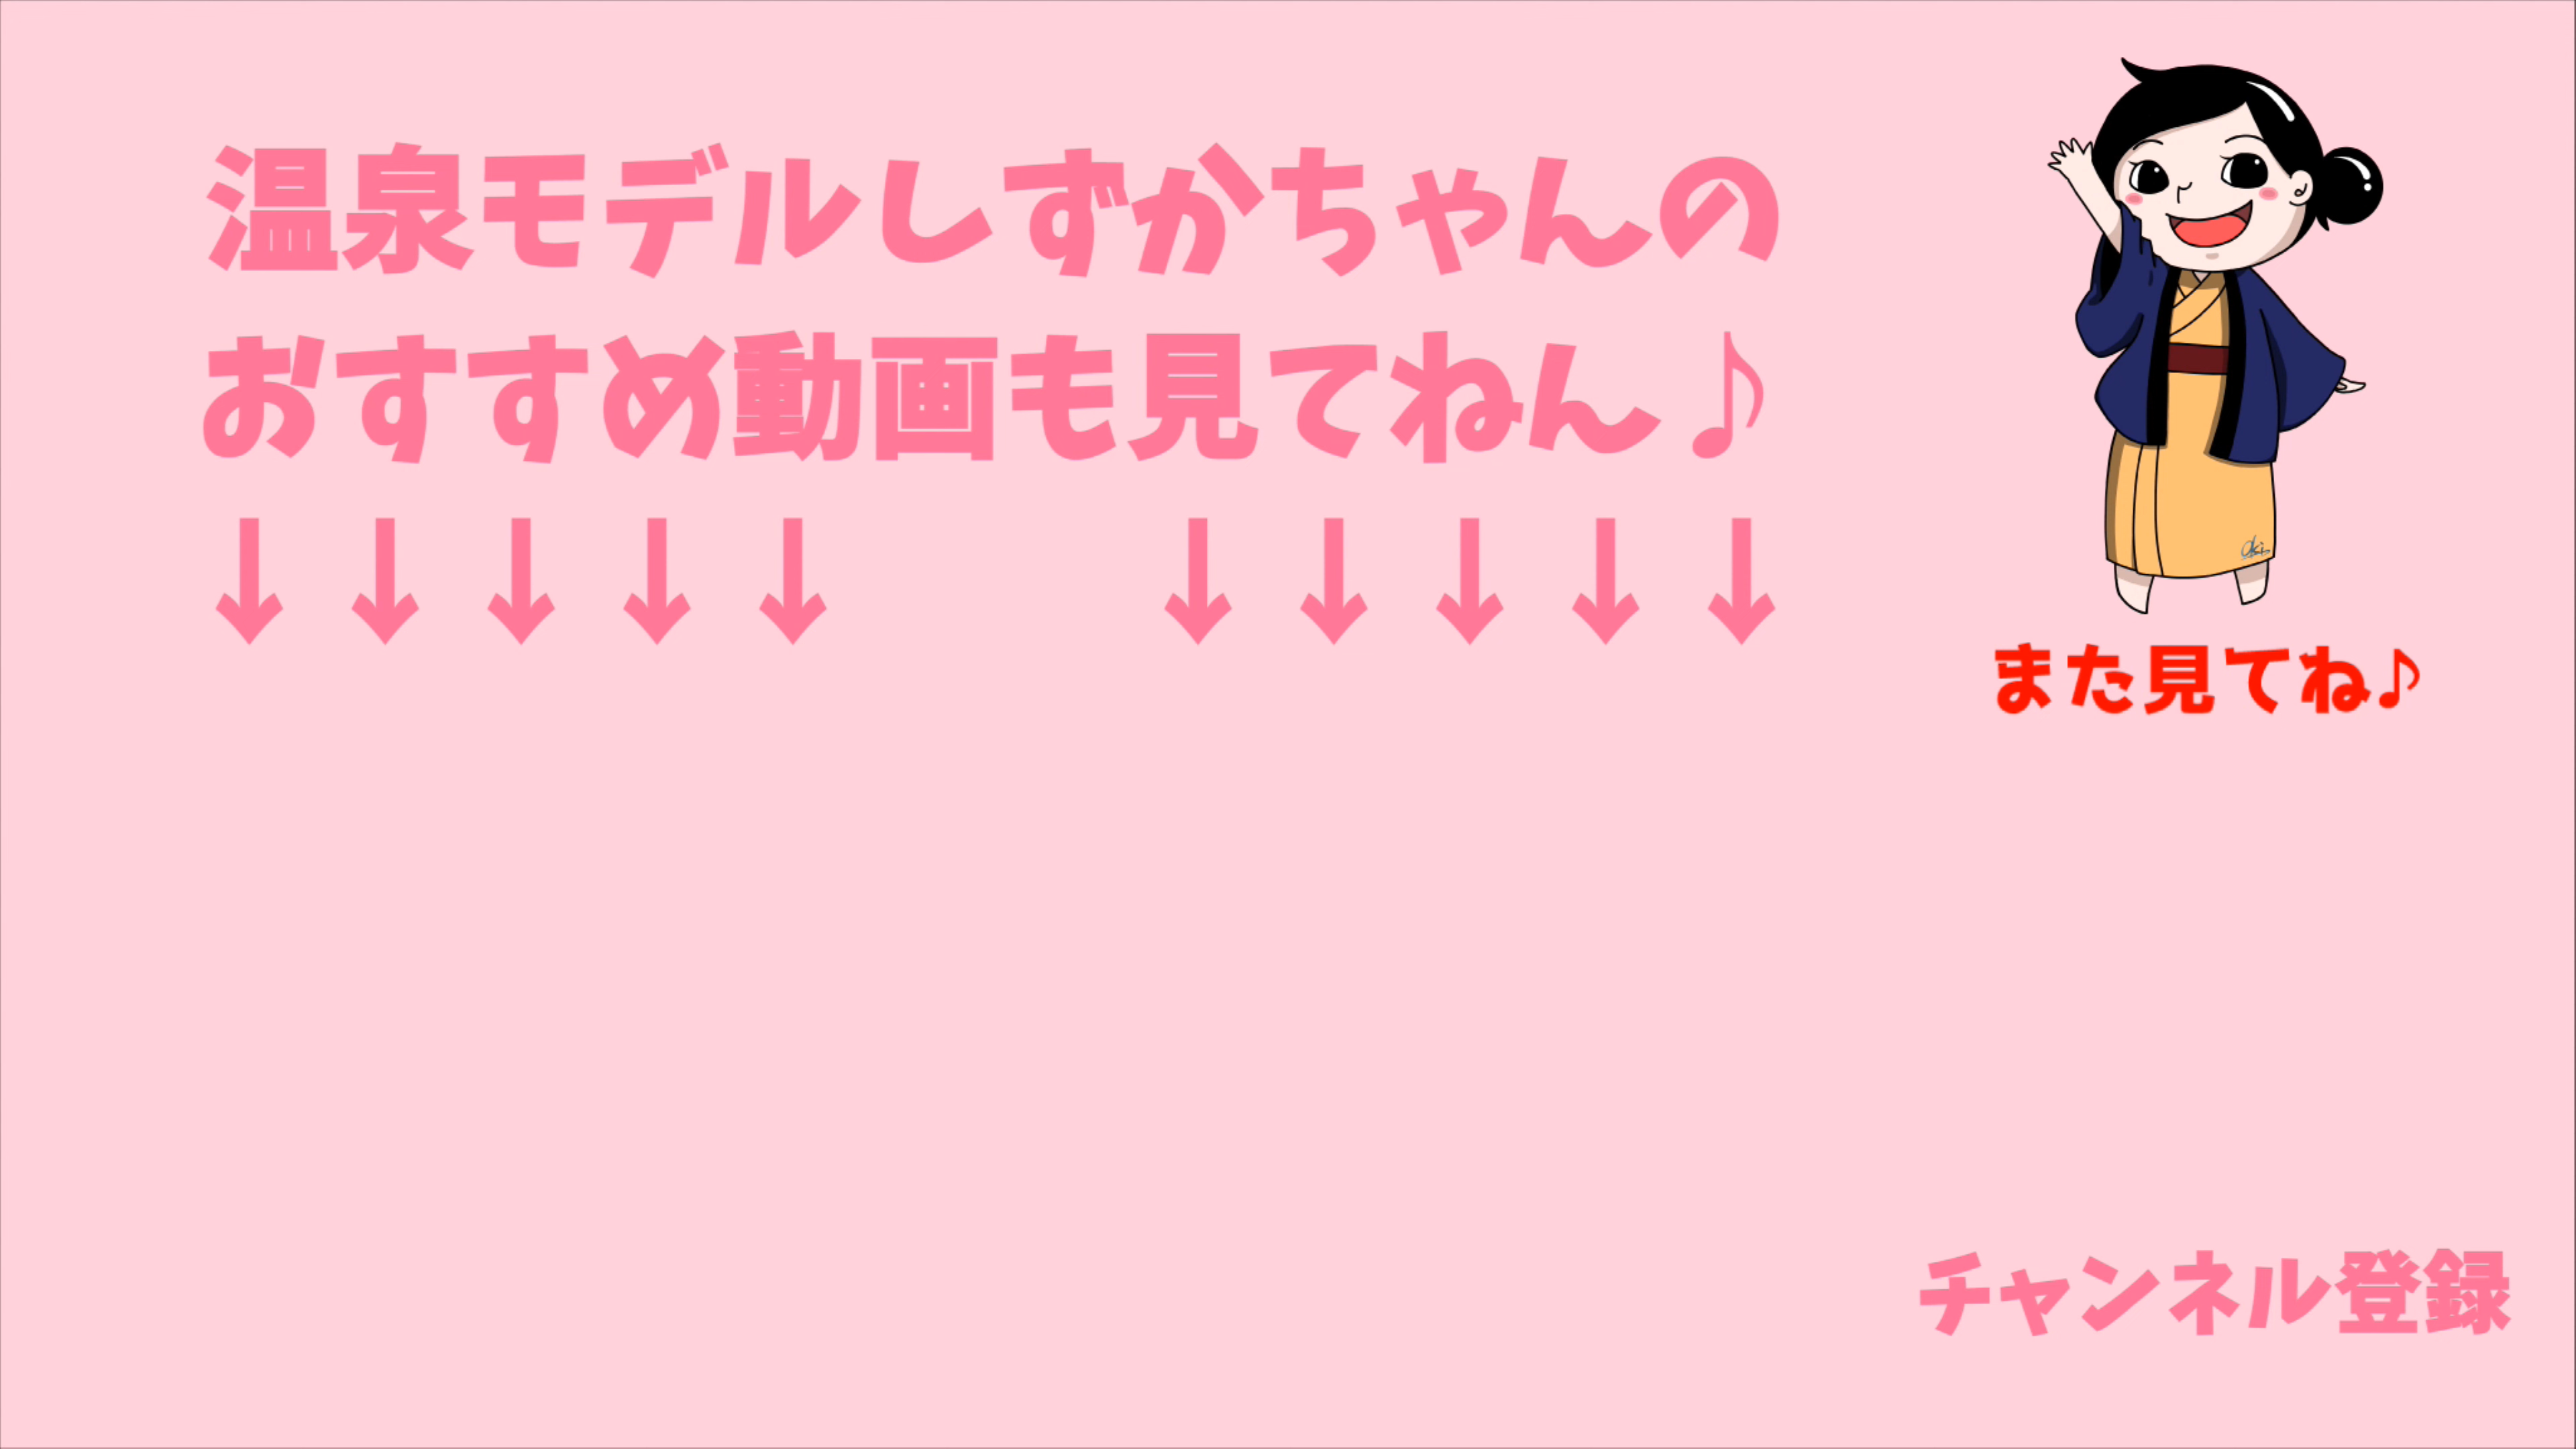 温泉モデルしずかちゃんの
おすすめ動画も見てねん♪
↓↓↓↓↓　　↓↓↓↓↓
また見てね♪
チャンネル登録